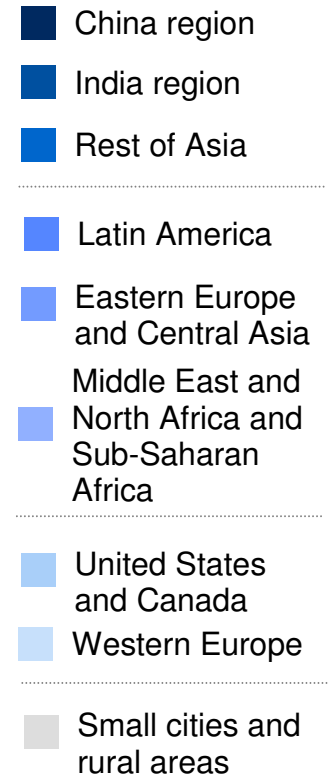 China region
India region
Rest of Asia
Latin America
Eastern Europe
and Central Asia
Middle East and
North Africa and
Sub-Saharan
Africa
United States
and Canada
Western Europe
Small cities and
rural areas